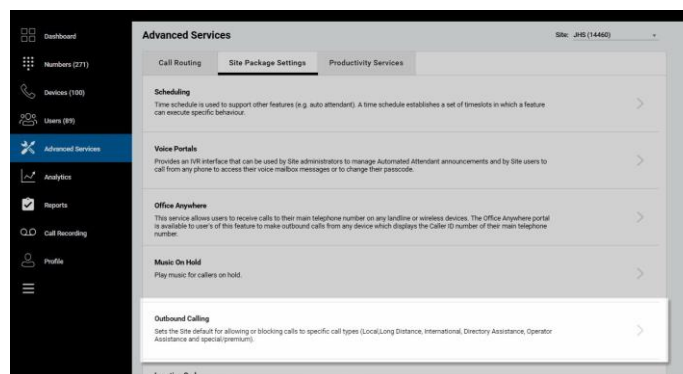 Dashboard
Numbers (271)
Devices (100)
Users (89)
Advanced Services
Analytics
Reports
Call Recording
Profile
Advanced Services
Site: JHS (14460)
Call Routing
Site Package Settings
Productivity Services
Scheduling
Time schedule is used to support other features (e.g. auto attendant). A time schedule establishes a set of timeslots in which a feature
can execute specific behaviour.
Voice Portals
Provides an IVR interface that can be used by Site administrators to manage Automated Attendant announcements and by Site users to
call from any phone to access their voice mailbox messages or to change their passcode.
Office Anywhere
This service allows users to receive calls to their main telephone number on any landline or wireless devices. The Office Anywhere portal
is available to user's of this feature to make outbound calls from any device which displays the Caller ID number of their main telephone
number.
Music On Hold
Play music for callers on hold.
Outbound Calling
Sets the Site default for allowing or blocking calls to specific call types (Local,Long Distance, International, Directory Assistance, Operator
Assistance and special/premium).